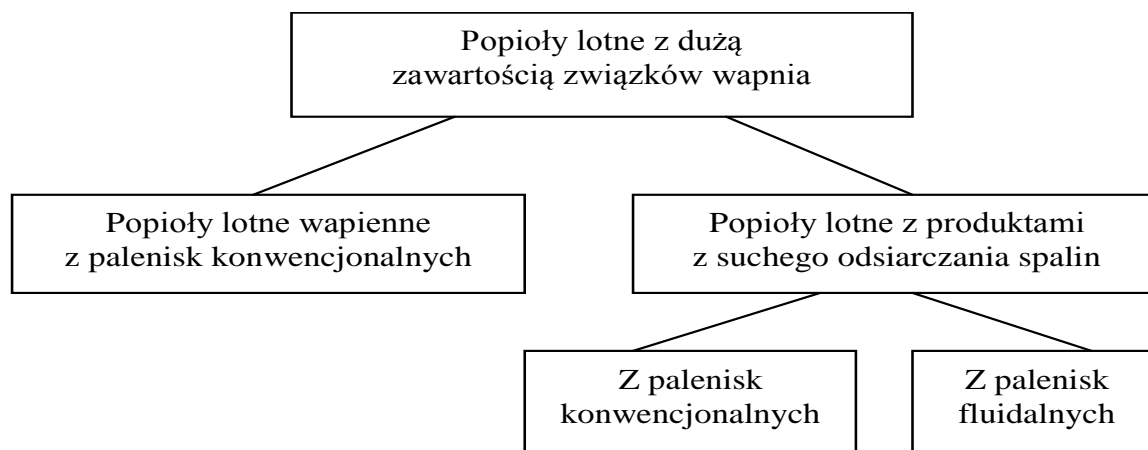 Popioły lotne z dużą
zawartością związków wapnia
Popioły lotne wapienne
z palenisk konwencjonalnych
Popioły lotne z produktami
z suchego odsiarczania spalin
Z palenisk
konwencjonalnych
Z palenisk
fluidalnych